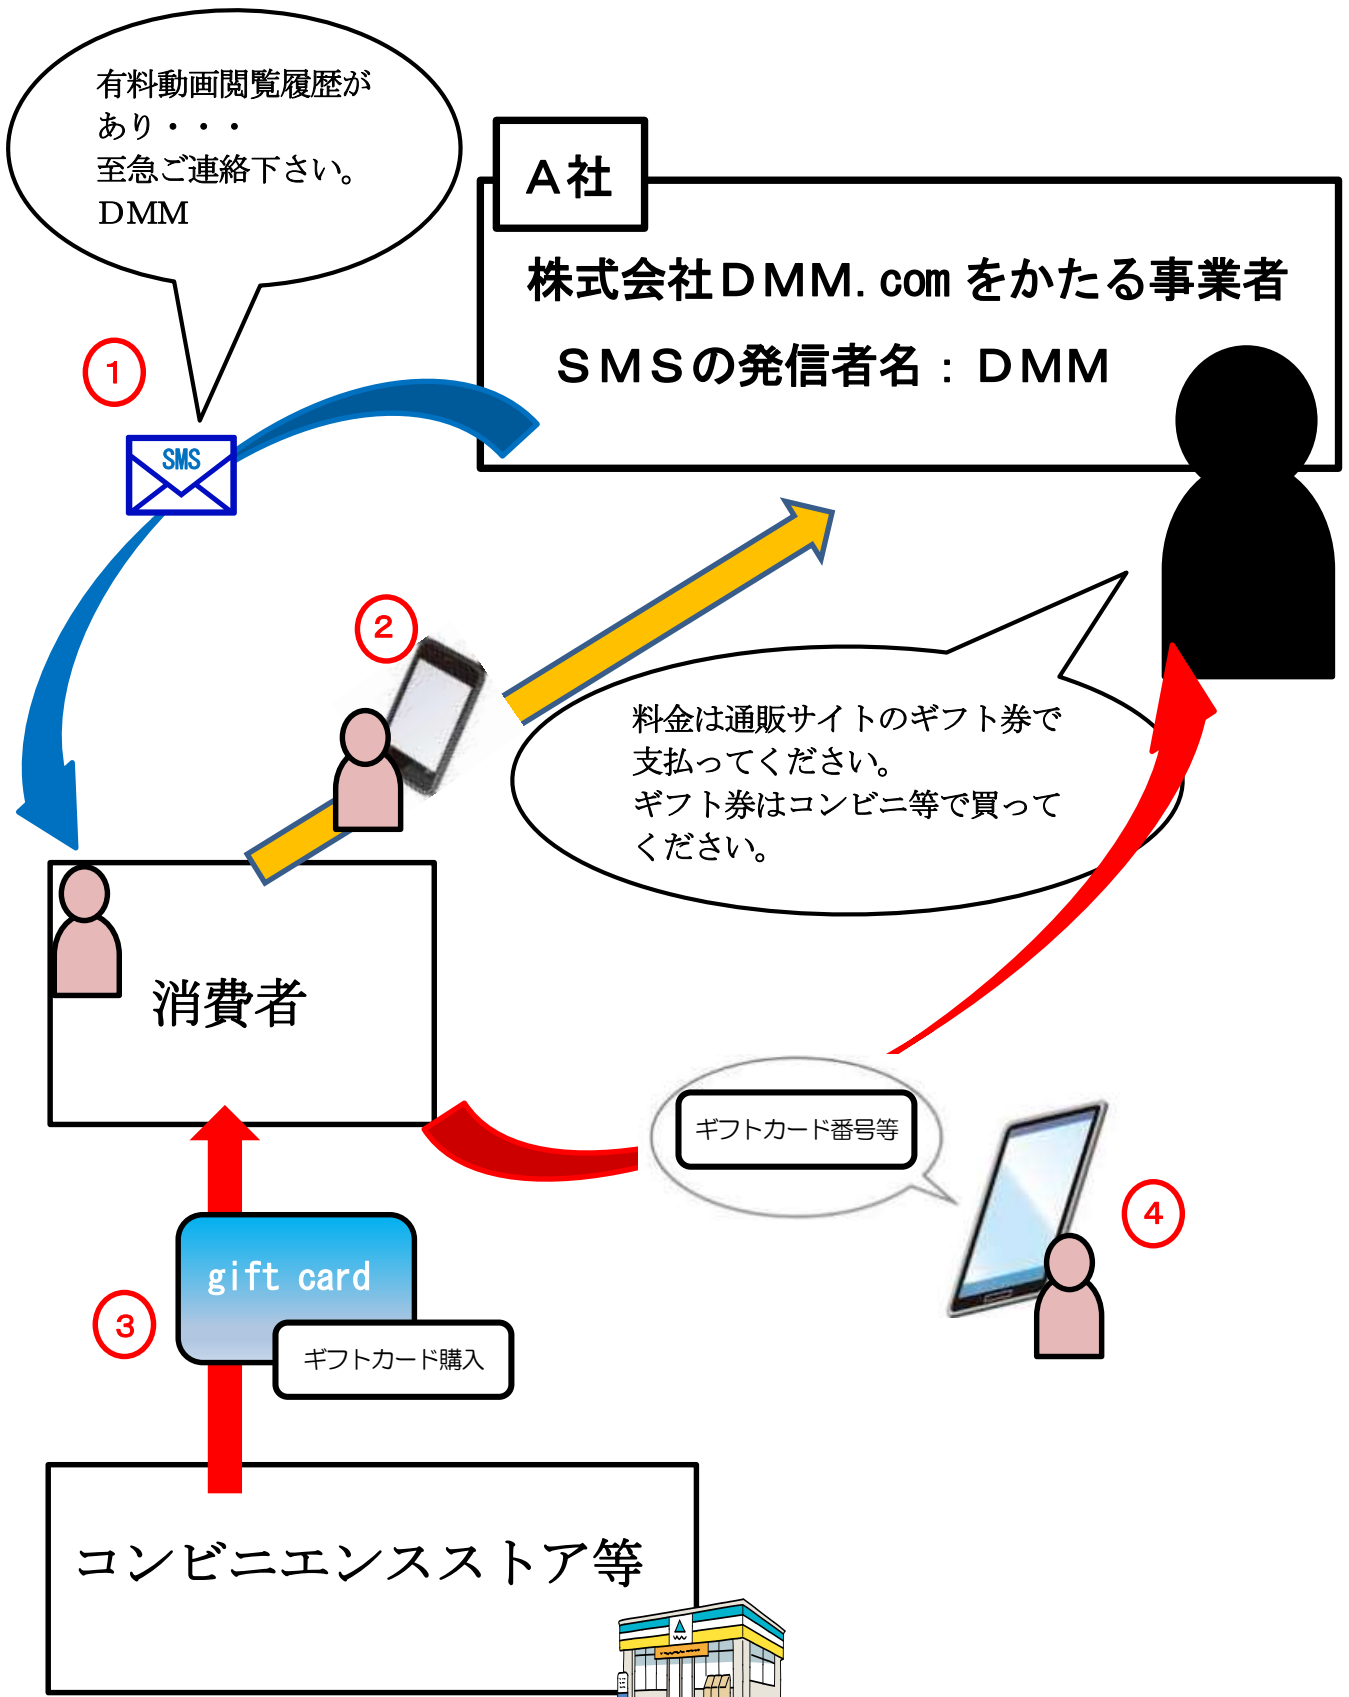 有料動画閲覧履歴が
あり・・・
至急ご連絡下さい。
ＤＭＭ
Ａ社
株式会社ＤＭＭ.comをかたる事業者
ＳＭＳの発信者名：ＤＭＭ
①
SMS
②
料金は通販サイトのギフト券で
支払ってください。
ギフト券はコンビニ等で買って
ください。
消費者
ギフトカード番号等
④
gift card
③
ギフトカード購入
コンビニエンスストア等